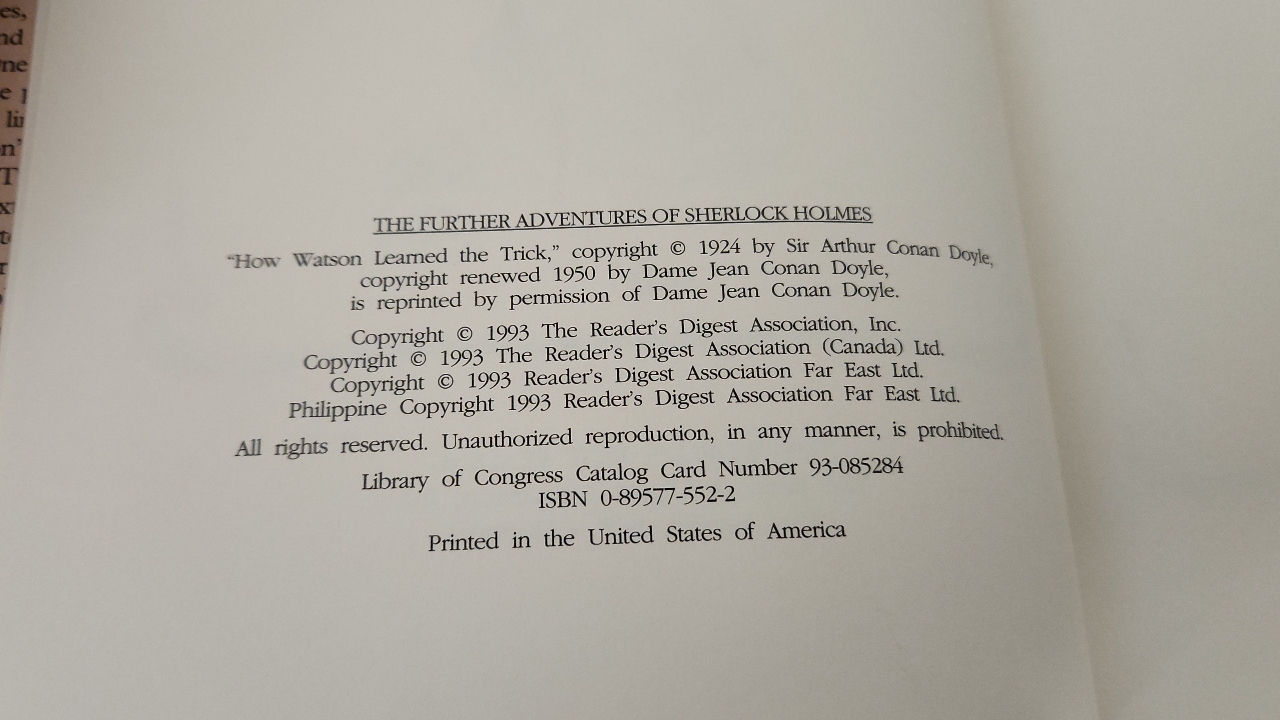 es,
nd
ne
e
n'
T
THE FURTHER ADVENTURES OF SHERLOCK HOLMES
“How Watson Learned the Trick,” copyright © 1924 by Sir Arthur Conan Doyle,
copyright renewed 1950 by Dame Jean Conan Doyle,
is reprinted by permission of Dame Jean Conan Doyle.
Copyright © 1993 The Reader’s Digest Association, Inc.
Copyright © 1993 The Reader’s Digest Association (Canada) Ltd.
Copyright © 1993 Reader’s Digest Association Far East Ltd.
Philippine Copyright 1993 Reader’s Digest Association Far East Ltd.
All rights reserved. Unauthorized reproduction, in any manner, is prohibited.
Library of Congress Catalog Card Number 93-085284
ISBN 0-89577-552-2
Printed in the United States of America